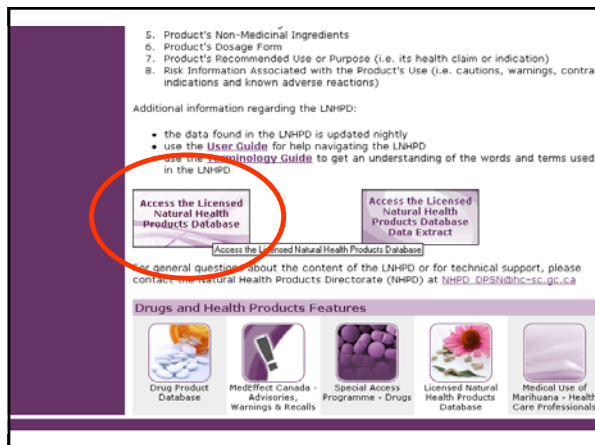 5. Product's Non-Medicinal Ingredients
6. Product's Dosage Form
7. Product's Recommended Use or Purpose (i.e. its health claim or indication)
8. Risk Information Associated with the Product's Use (i.e. cautions, warnings, contra
indications and known adverse reactions)
Additional information regarding the LNHPD:
• the data found in the LNHPD is updated nightly
• use the User Guide for help navigating the LNHPD
use the Terminology Guide to get an understanding of the words and terms used
in the LNHPD
Access the Licensed
Natural Health
Products Database
Access the Licensed
Natural Health
Products Database
Data Extract
Access the Licensed Natural Health Products Database
For general questions about the content of the LNHPD or for technical support, please
contact the Natural Health Products Directorate (NHPD) at NHPD_DPSN@hc-sc.gc.ca
Drugs and Health Products Features
Drug Product
Database
MedEffect Canada -
Advisories,
Warnings & Recalls
Special Access
Programme - Drugs
Licensed Natural
Health Products
Database
Medical Use of
Marihuana - Health
Care Professionals